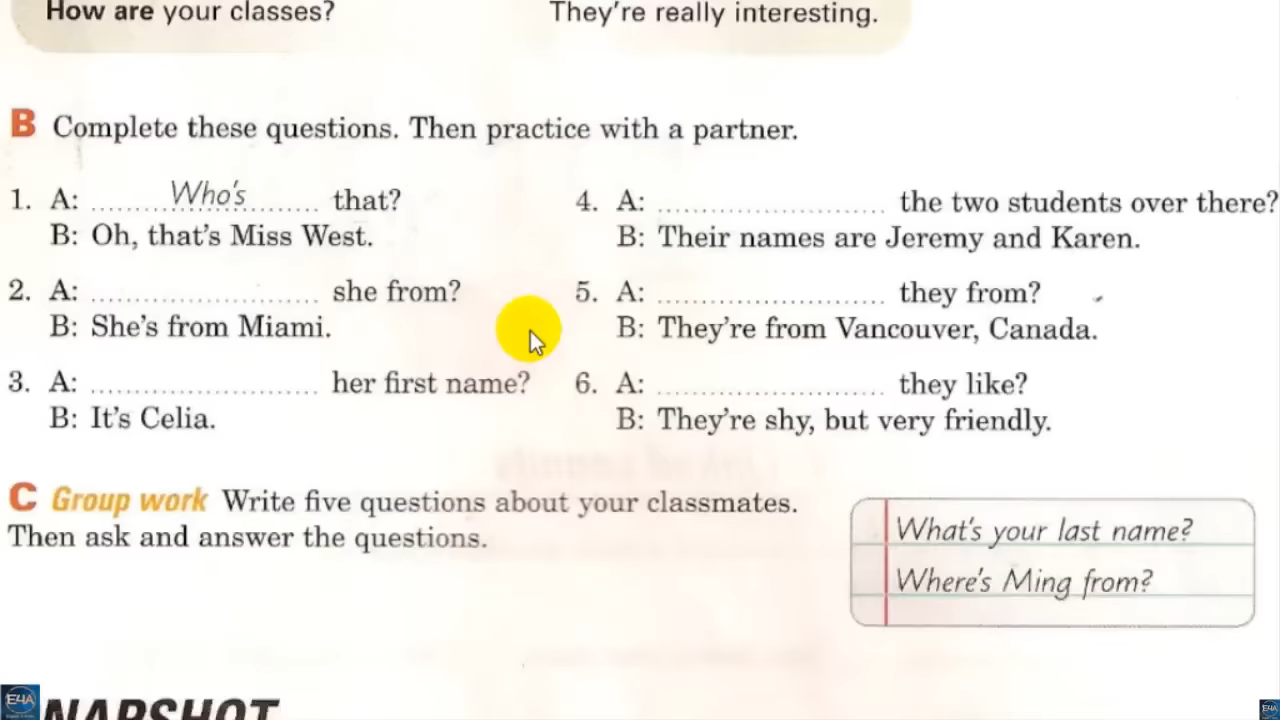 How are your classes? They're really interesting.
B Complete these questions. Then practice with a partner.
1. A: ........Who's........ that?
B: Oh, that's Miss West.
2. A: ........................ she from?
B: She's from Miami.
3. A: ........................ her first name?
B: It's Celia.
4. A: ........................ the two students over there?
B: Their names are Jeremy and Karen.
5. A: ........................ they from?
B: They're from Vancouver, Canada.
6. A: ........................ they like?
B: They're shy, but very friendly.
C Group work Write five questions about your classmates.
Then ask and answer the questions.
What's your last name?
Where's Ming from?
E4A
NAPSHOT
E4A